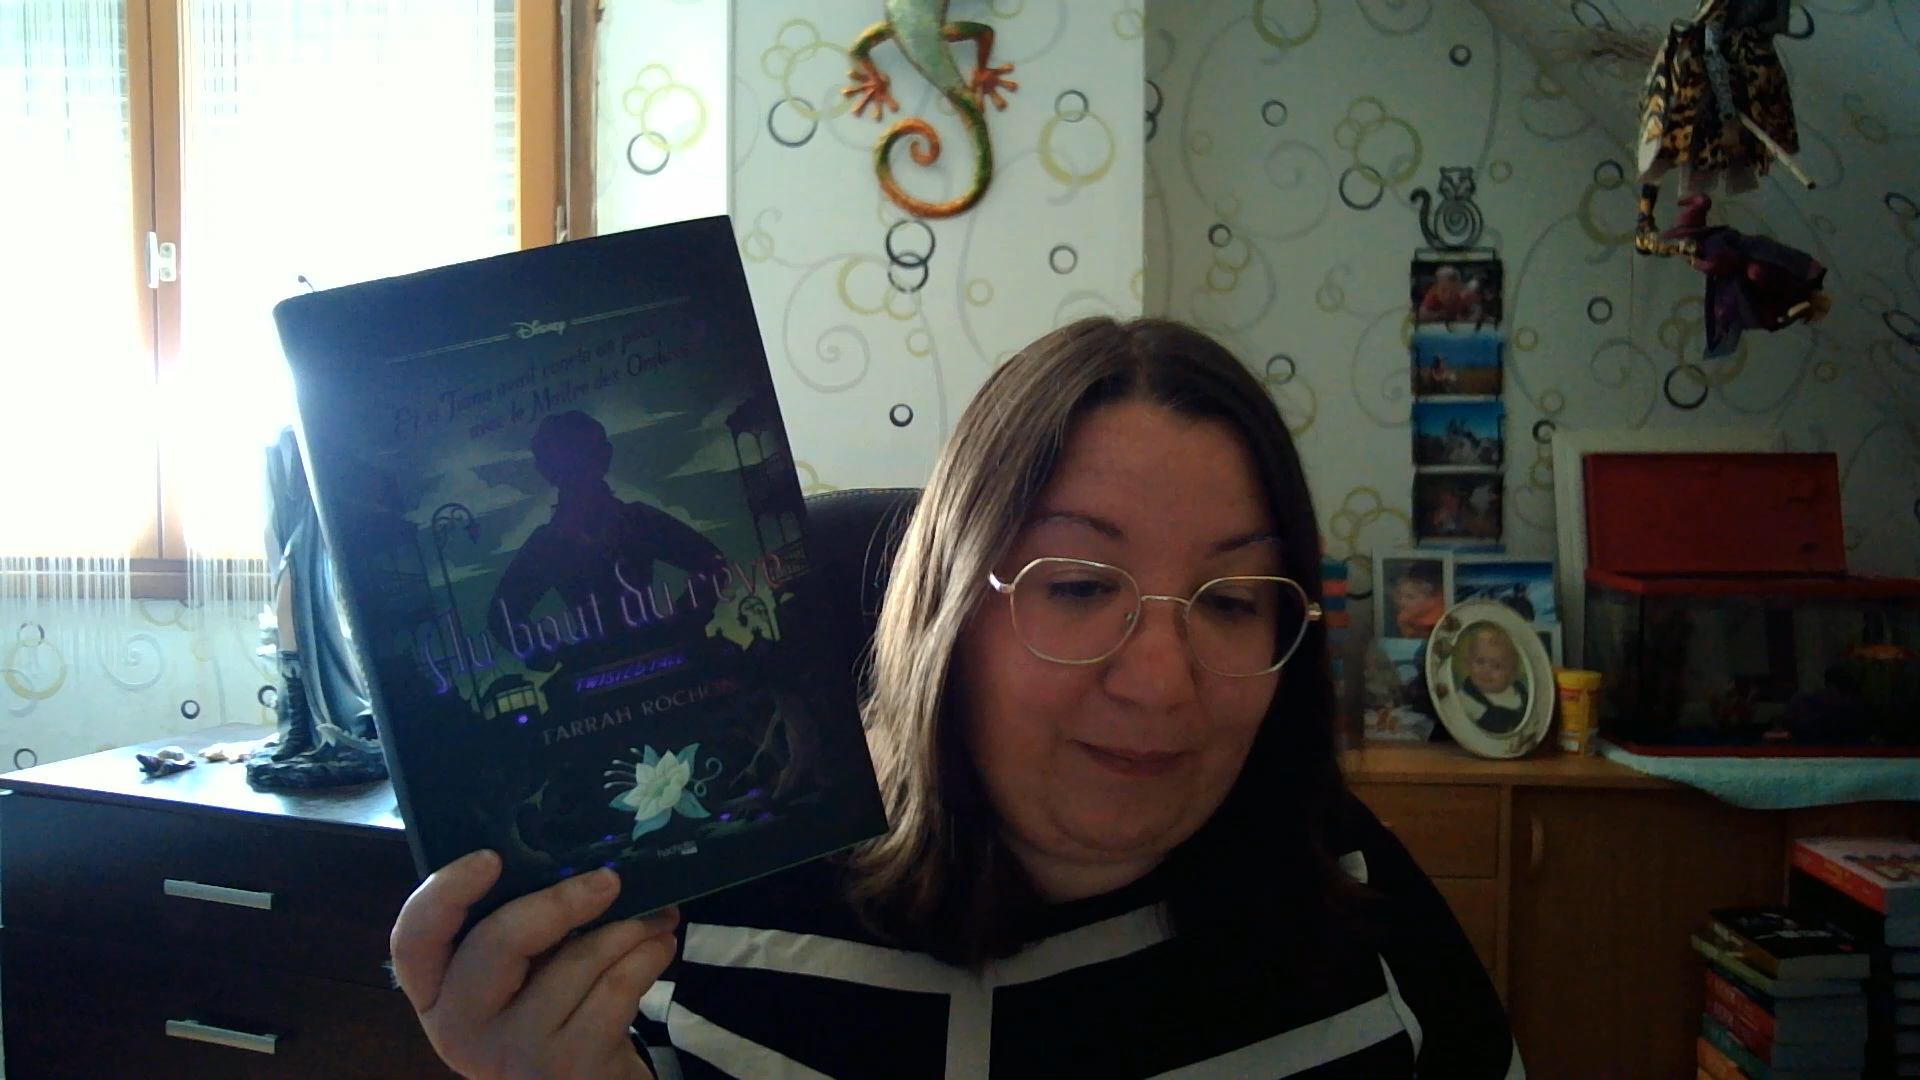 Disney
Et si Tiana avait conclu un pacte
avec le Maître des Ombres ?
Au bout du rêve
TWISTED TALE
FARRAH ROCHON
hachette